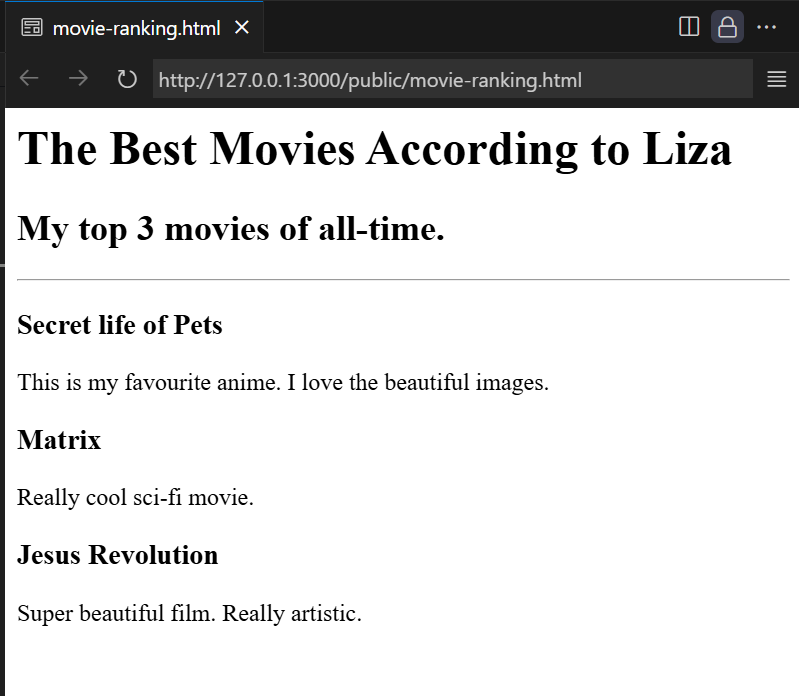 movie-ranking.html
http://127.0.0.1:3000/public/movie-ranking.html
The Best Movies According to Liza
My top 3 movies of all-time.
Secret life of Pets
This is my favourite anime. I love the beautiful images.
Matrix
Really cool sci-fi movie.
Jesus Revolution
Super beautiful film. Really artistic.